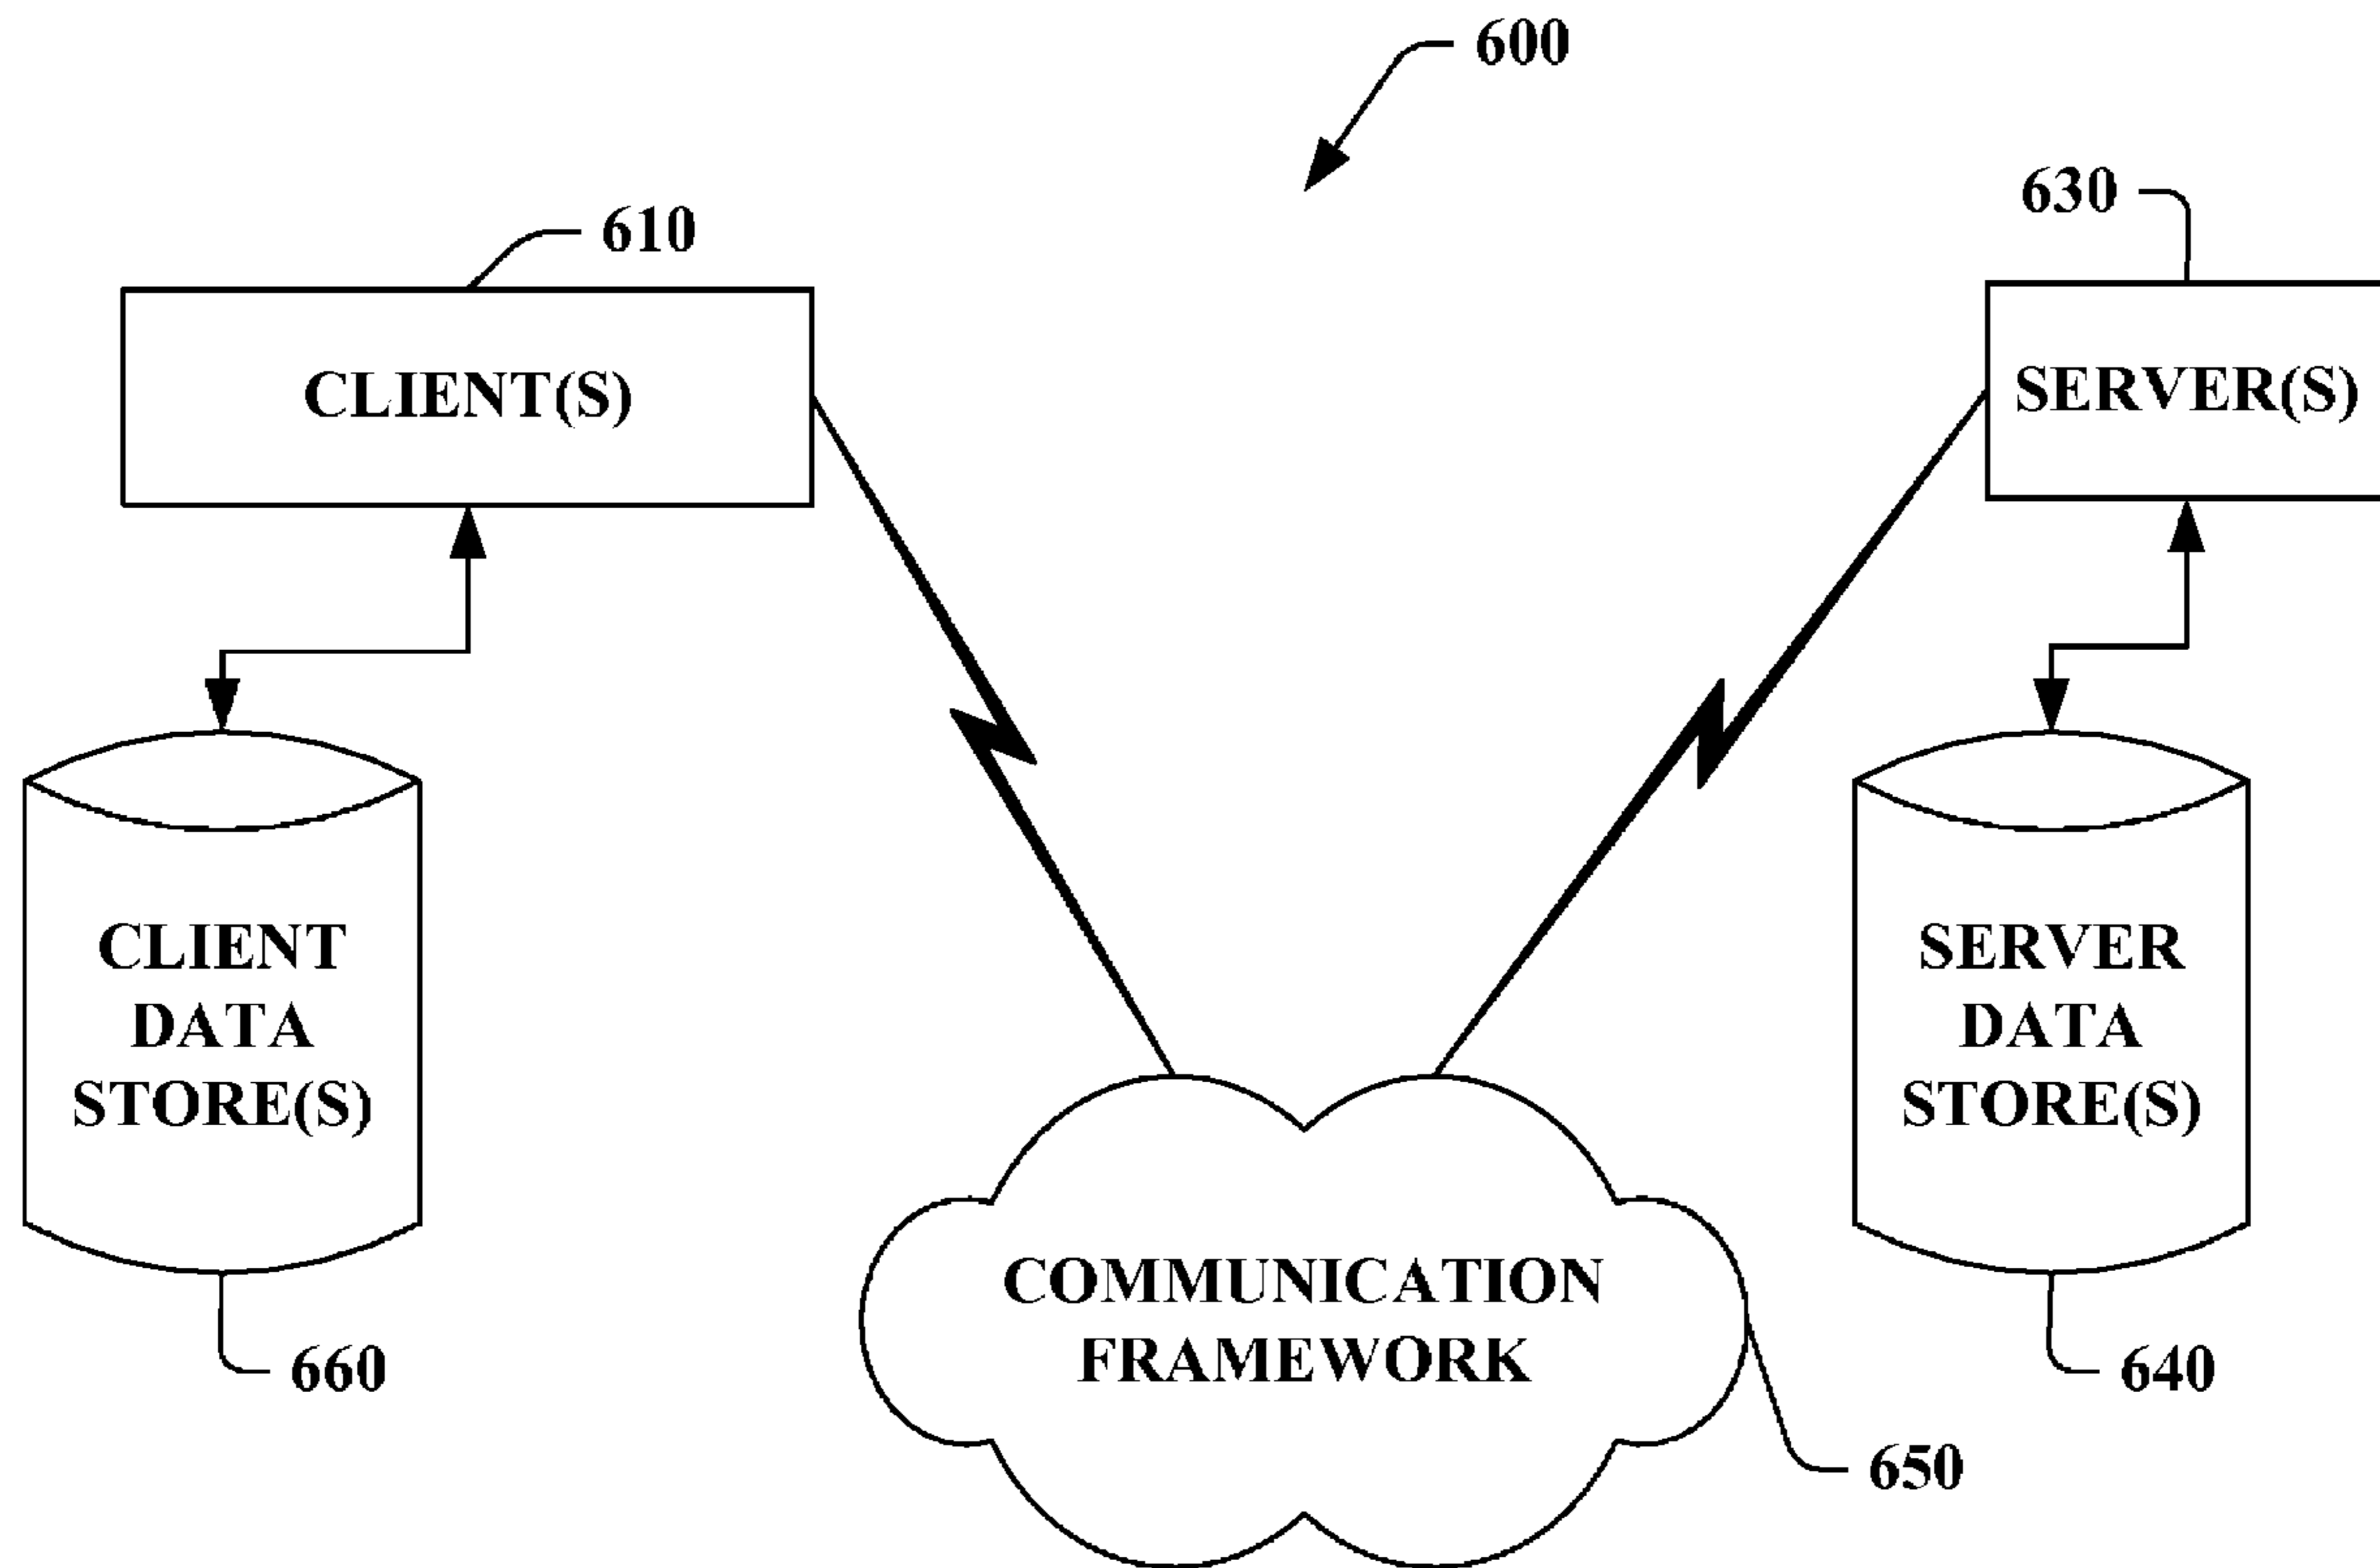 600
610
630
CLIENT(S)
SERVER(S)
CLIENT
DATA
STORE(S)
SERVER
DATA
STORE(S)
COMMUNICATION
FRAMEWORK
660
640
650